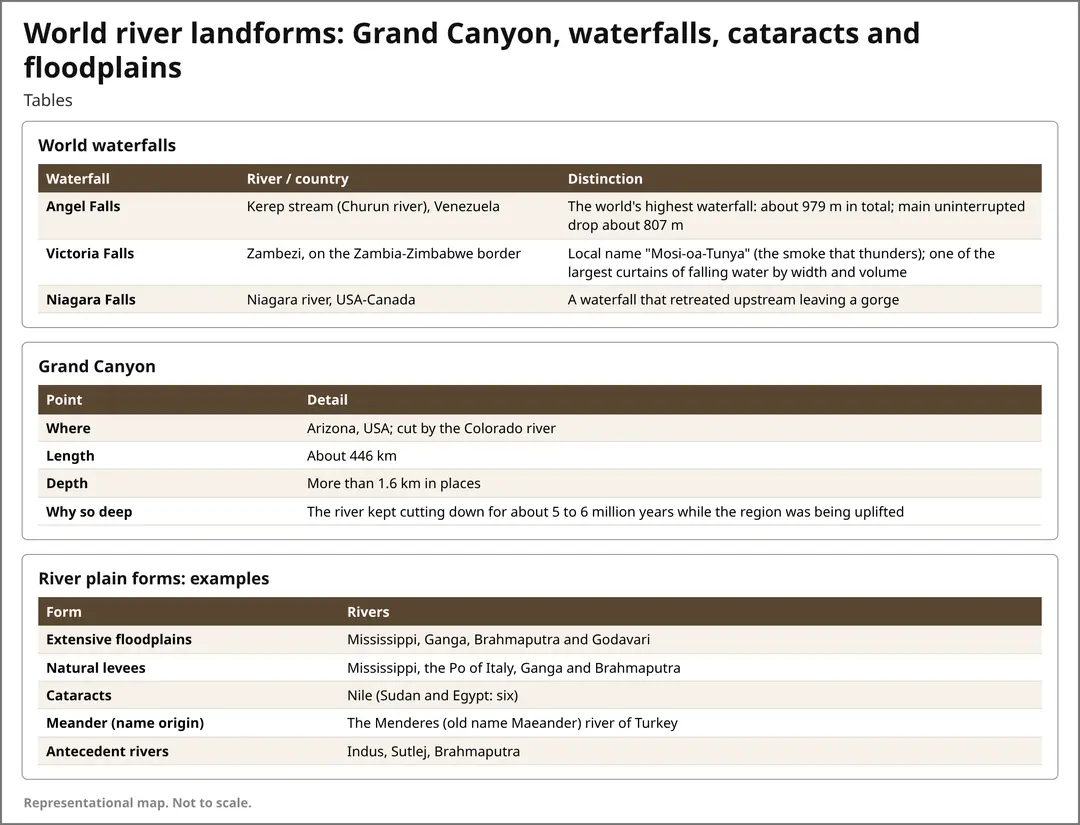 World river landforms: Grand Canyon, waterfalls, cataracts and
floodplains
Tables
World waterfalls
Waterfall River / country Distinction
Angel Falls Kerep stream (Churun river), Venezuela The world's highest waterfall: about 979 m in total; main uninterrupted
drop about 807 m
Victoria Falls Zambezi, on the Zambia-Zimbabwe border Local name "Mosi-oa-Tunya" (the smoke that thunders); one of the
largest curtains of falling water by width and volume
Niagara Falls Niagara river, USA-Canada A waterfall that retreated upstream leaving a gorge
Grand Canyon
Point Detail
Where Arizona, USA; cut by the Colorado river
Length About 446 km
Depth More than 1.6 km in places
Why so deep The river kept cutting down for about 5 to 6 million years while the region was being uplifted
River plain forms: examples
Form Rivers
Extensive floodplains Mississippi, Ganga, Brahmaputra and Godavari
Natural levees Mississippi, the Po of Italy, Ganga and Brahmaputra
Cataracts Nile (Sudan and Egypt: six)
Meander (name origin) The Menderes (old name Maeander) river of Turkey
Antecedent rivers Indus, Sutlej, Brahmaputra
Representational map. Not to scale.